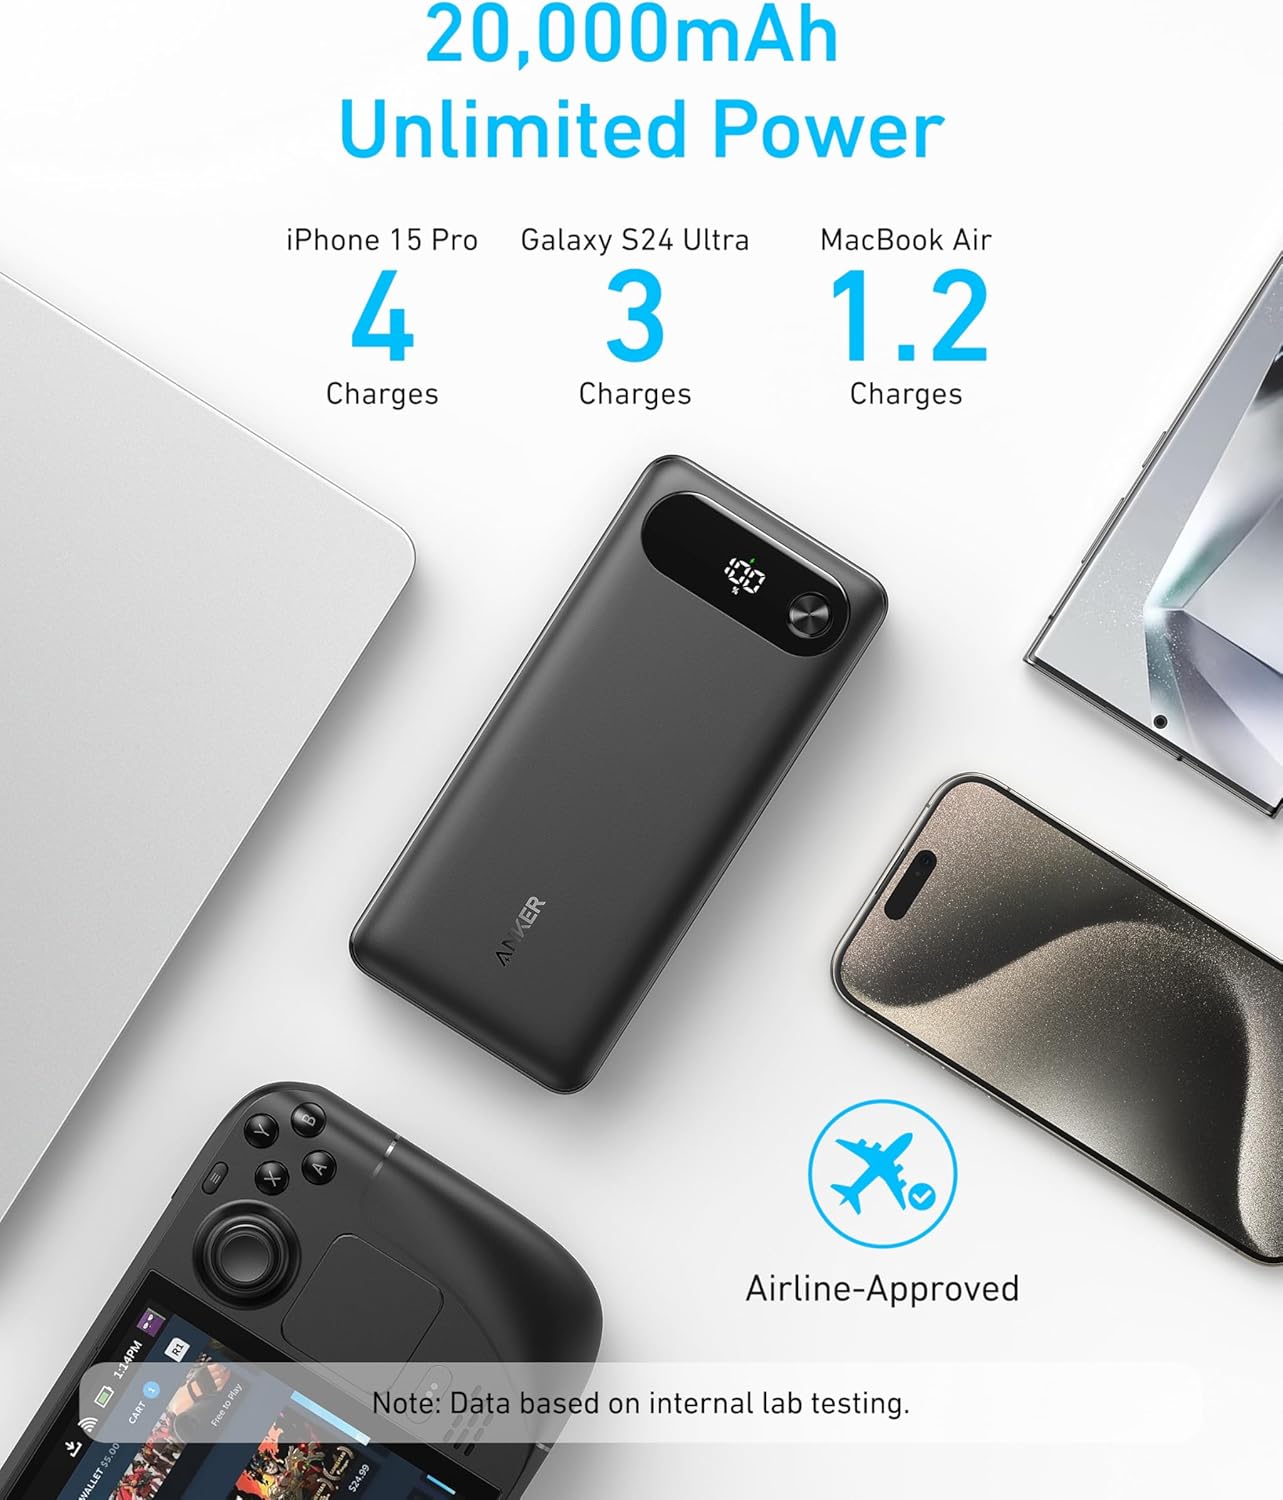 20,000mAh
Unlimited Power
iPhone 15 Pro
4
Charges
Galaxy S24 Ultra
3
Charges
MacBook Air
1.2
Charges
100
%
ANKER
Y
B
X
A
Airline-Approved
1:14PM
R1
CART 1
Free to Play
WALLET $5.00
$24.99
Note: Data based on internal lab testing.